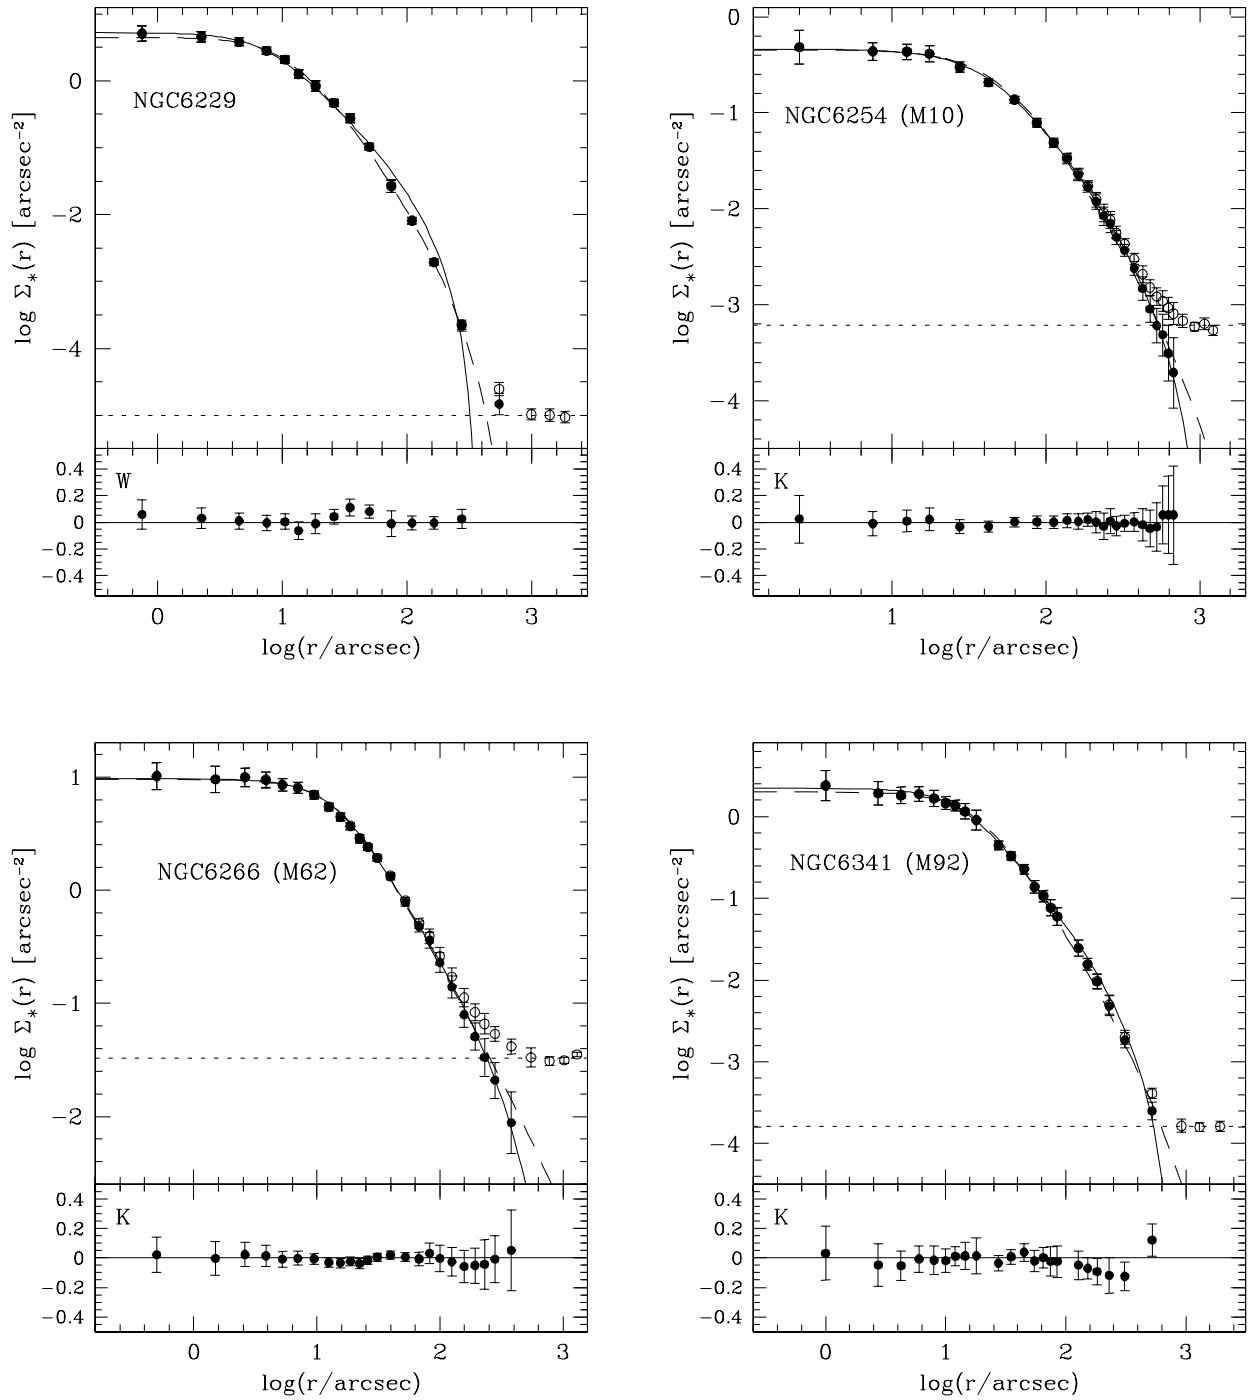 NGC6229
log Σ*(r) [arcsec⁻²]
0
−2
−4
W
0.4
0.2
0
−0.2
−0.4
0 1 2 3
log(r/arcsec)
NGC6254 (M10)
log Σ*(r) [arcsec⁻²]
0
−1
−2
−3
−4
K
0.4
0.2
0
−0.2
−0.4
1 2 3
log(r/arcsec)
NGC6266 (M62)
log Σ*(r) [arcsec⁻²]
1
0
−1
−2
K
0.4
0.2
0
−0.2
−0.4
0 1 2 3
log(r/arcsec)
NGC6341 (M92)
log Σ*(r) [arcsec⁻²]
0
−1
−2
−3
−4
K
0.4
0.2
0
−0.2
−0.4
0 1 2 3
log(r/arcsec)